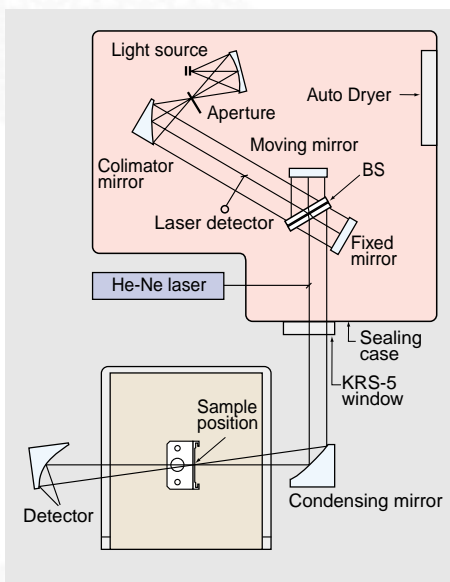 Light source
Aperture
Auto Dryer
Moving mirror
Colimator
mirror
BS
Laser detector
Fixed
mirror
He-Ne laser
Sealing
case
KRS-5
window
Sample
position
Detector
Condensing mirror